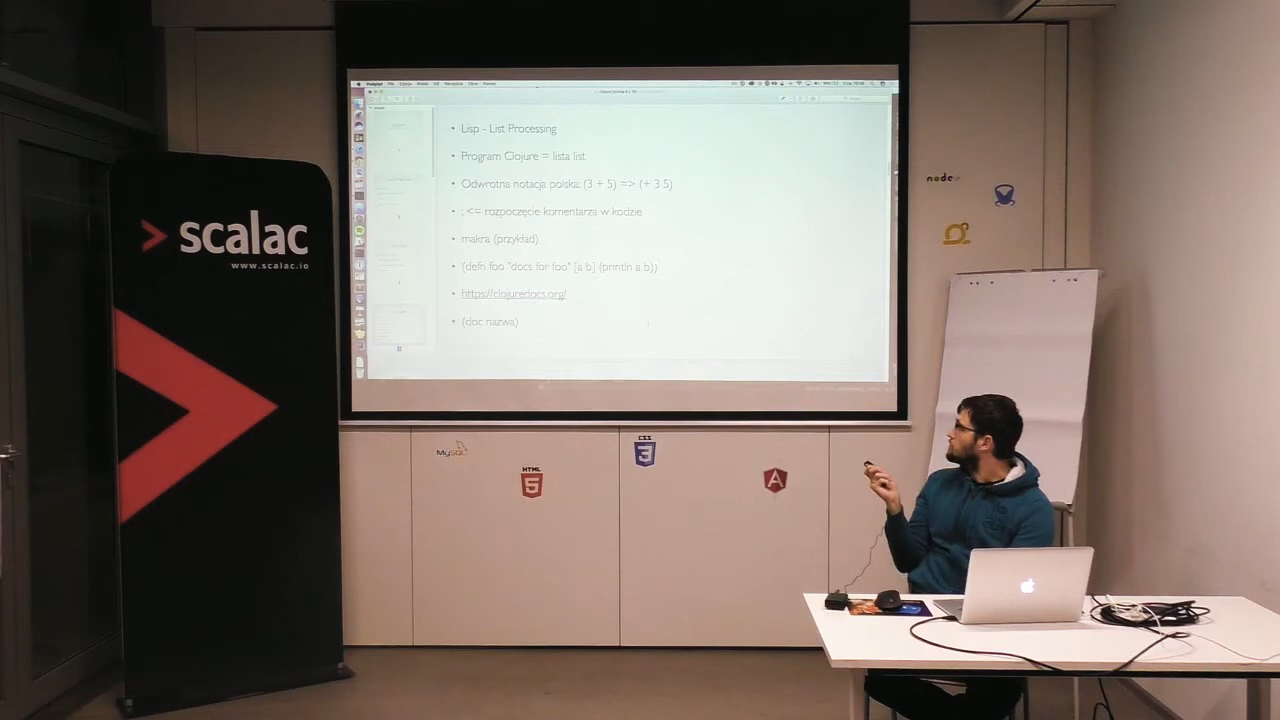 scalac
www.scalac.io
• Lisp - List Processing
• Program Clojure = lista list
• Odwrotna notacja polska: (3 + 5) => (+ 3 5)
• ; <= rozpoczęcie komentarza w kodzie
• makra (przykład)
• (defn foo "docs for foo" [a b] (println a b))
• https://clojuredocs.org/
• (doc nazwa)
node
MySQL
HTML
5
CSS
3
A